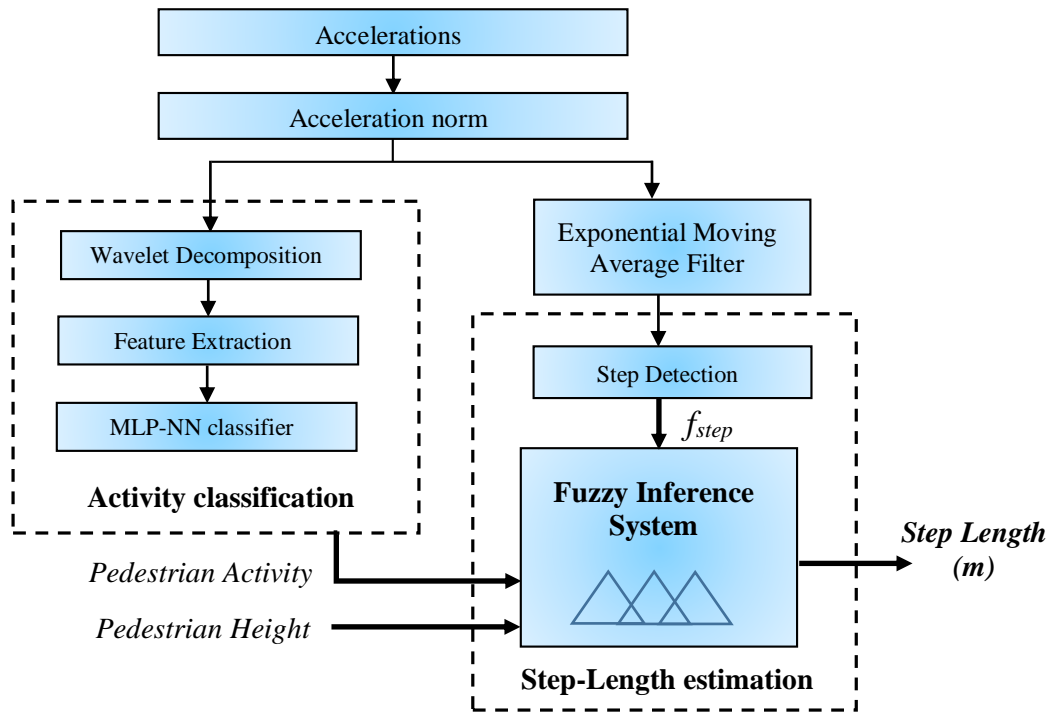 Accelerations
Acceleration norm
Wavelet Decomposition
Feature Extraction
MLP-NN classifier
Activity classification
Exponential Moving
Average Filter
Step Detection
fstep
Fuzzy Inference
System
Pedestrian Activity
Pedestrian Height
Step-Length estimation
Step Length
(m)